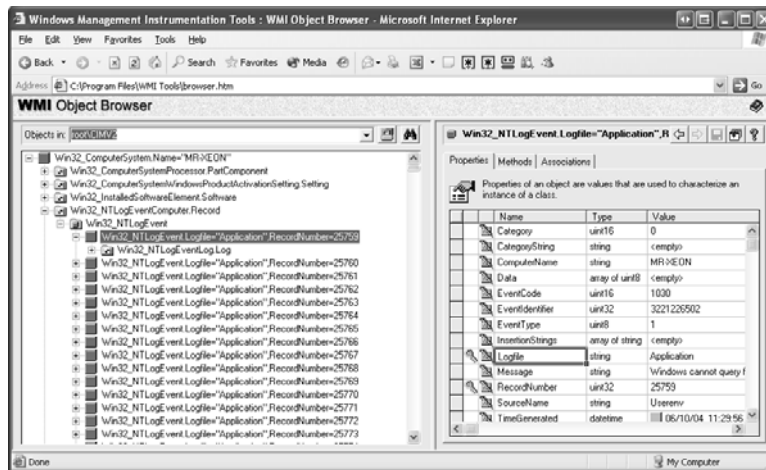 Windows Management Instrumentation Tools : WMI Object Browser - Microsoft Internet Explorer
File Edit View Favorites Tools Help
Back Search Favorites Media
Address C:\Program Files\WMI Tools\browser.htm Go
WMI Object Browser
Objects in: root\CIMV2
Win32_ComputerSystem.Name="MR-XEON"
Win32_ComputerSystemProcessor.PartComponent
Win32_ComputerSystemWindowsProductActivationSetting.Setting
Win32_InstalledSoftwareElement.Software
Win32_NTLogEventComputer.Record
Win32_NTLogEvent
Win32_NTLogEvent.Logfile="Application",RecordNumber=25759
Win32_NTLogEventLog.Log
Win32_NTLogEvent.Logfile="Application",RecordNumber=25760
Win32_NTLogEvent.Logfile="Application",RecordNumber=25761
Win32_NTLogEvent.Logfile="Application",RecordNumber=25762
Win32_NTLogEvent.Logfile="Application",RecordNumber=25763
Win32_NTLogEvent.Logfile="Application",RecordNumber=25764
Win32_NTLogEvent.Logfile="Application",RecordNumber=25765
Win32_NTLogEvent.Logfile="Application",RecordNumber=25766
Win32_NTLogEvent.Logfile="Application",RecordNumber=25767
Win32_NTLogEvent.Logfile="Application",RecordNumber=25768
Win32_NTLogEvent.Logfile="Application",RecordNumber=25769
Win32_NTLogEvent.Logfile="Application",RecordNumber=25770
Win32_NTLogEvent.Logfile="Application",RecordNumber=25771
Win32_NTLogEvent.Logfile="Application",RecordNumber=25772
Win32_NTLogEvent.Logfile="Application",RecordNumber=25773
Win32_NTLogEvent.Logfile="Application",R
Properties Methods Associations
Properties of an object are values that are used to characterize an
instance of a class.
Name Type Value
Category uint16 0
CategoryString string <empty>
ComputerName string MR-XEON
Data array of uint8 <empty>
EventCode uint16 1030
EventIdentifier uint32 3221226502
EventType uint8 1
InsertionStrings array of string <empty>
Logfile string Application
Message string Windows cannot query f
RecordNumber uint32 25759
SourceName string Userenv
TimeGenerated datetime 06/10/04 11:29:56
Done My Computer